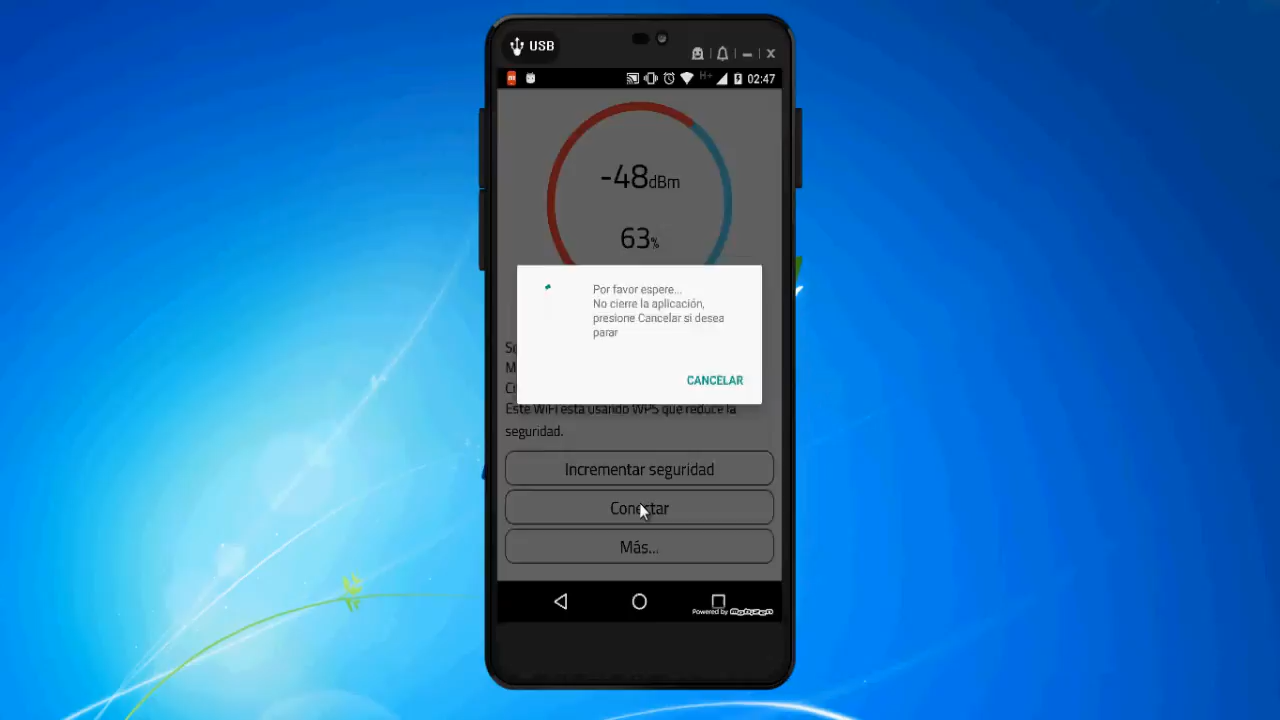 USB
H+ 02:47
-48dBm
63%
Por favor espere...
No cierre la aplicación,
presione Cancelar si desea
parar
CANCELAR
Este WiFi está usando WPS que reduce la
seguridad.
Incrementar seguridad
Conectar
Más...
Powered by Mobizen